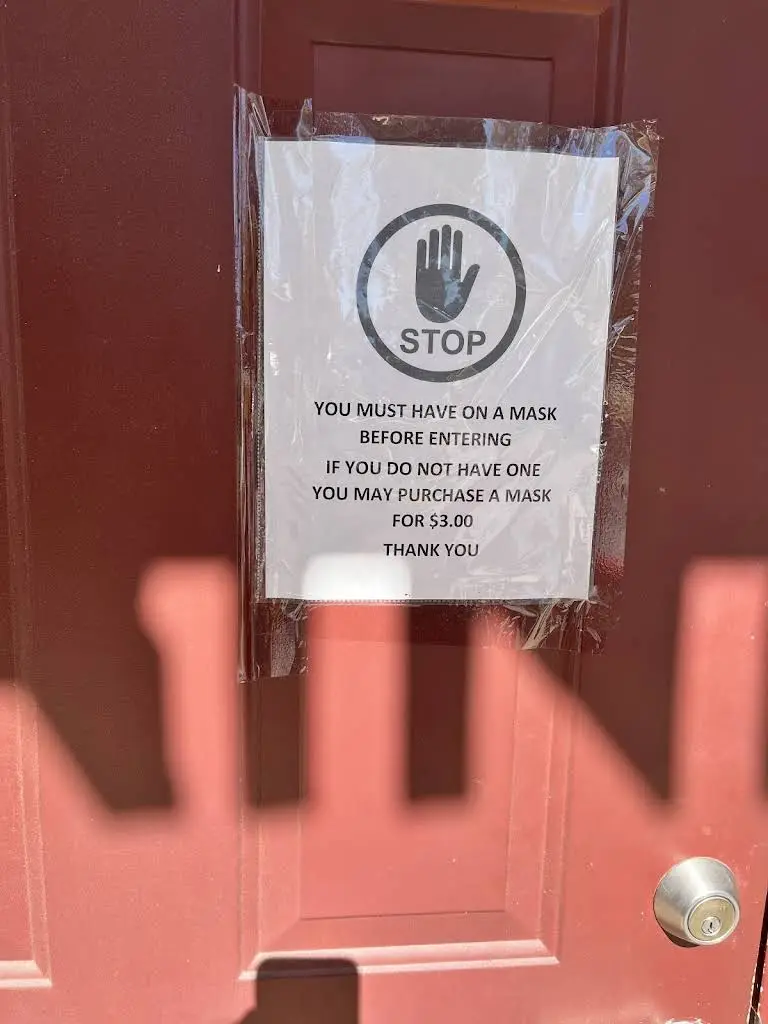 STOP
YOU MUST HAVE ON A MASK
BEFORE ENTERING
IF YOU DO NOT HAVE ONE
YOU MAY PURCHASE A MASK
FOR $3.00
THANK YOU